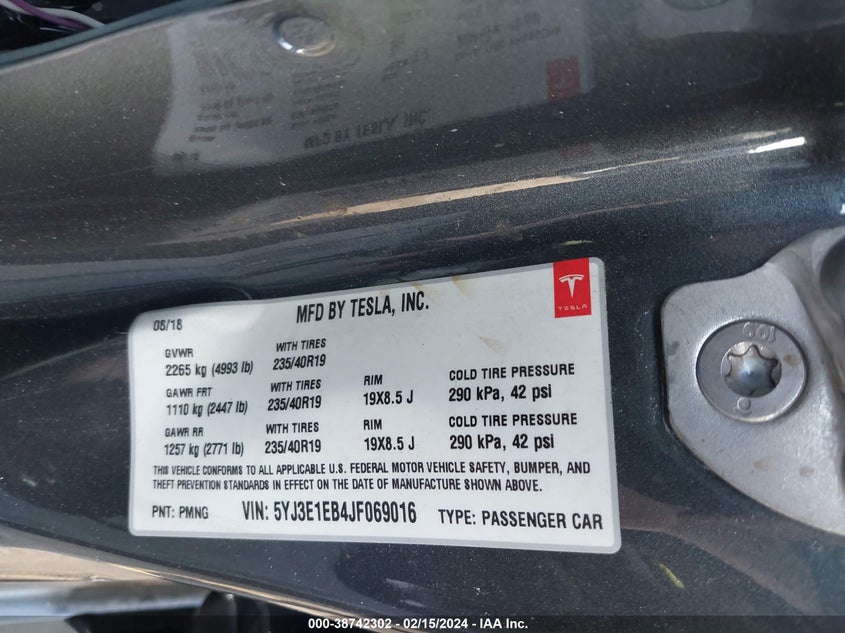 MFD BY TESLA, INC.
TESLA
06/18
GVWR
2265 kg (4993 lb)
WITH TIRES
235/40R19
GAWR FRT
1110 kg (2447 lb)
WITH TIRES
235/40R19
RIM
19X8.5 J
COLD TIRE PRESSURE
290 kPa, 42 psi
GAWR RR
1257 kg (2771 lb)
WITH TIRES
235/40R19
RIM
19X8.5 J
COLD TIRE PRESSURE
290 kPa, 42 psi
THIS VEHICLE CONFORMS TO ALL APPLICABLE U.S. FEDERAL MOTOR VEHICLE SAFETY, BUMPER, AND
THEFT PREVENTION STANDARDS IN EFFECT ON THE DATE OF MANUFACTURE SHOWN ABOVE.
PNT: PMNG
VIN: 5YJ3E1EB4JF069016
TYPE: PASSENGER CAR
000-38742302 - 02/15/2024 - IAA Inc.